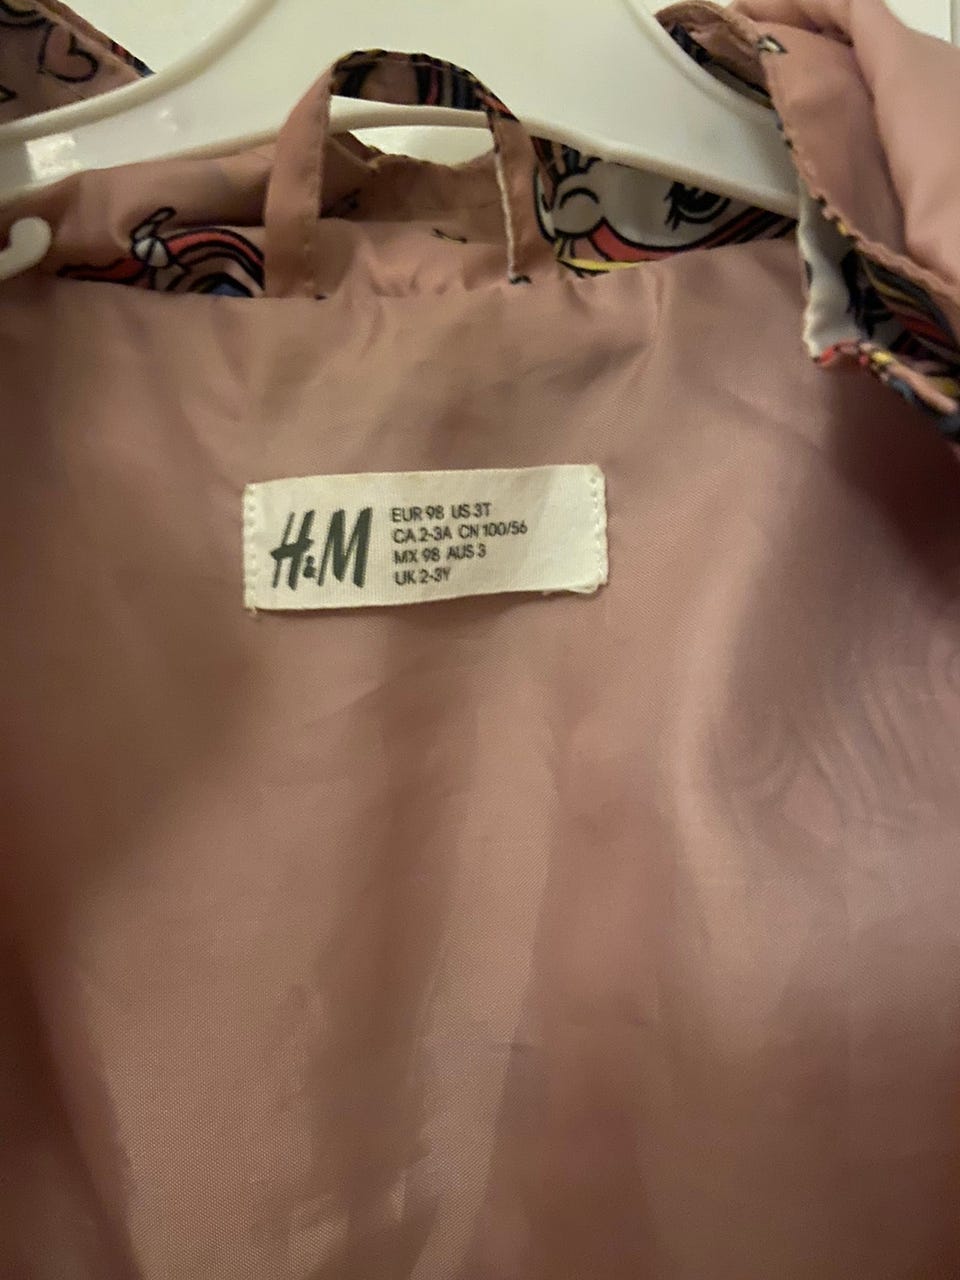 H&M
EUR 98 US 3T
CA 2-3A CN 100/56
MX 98 AUS 3
UK 2-3Y